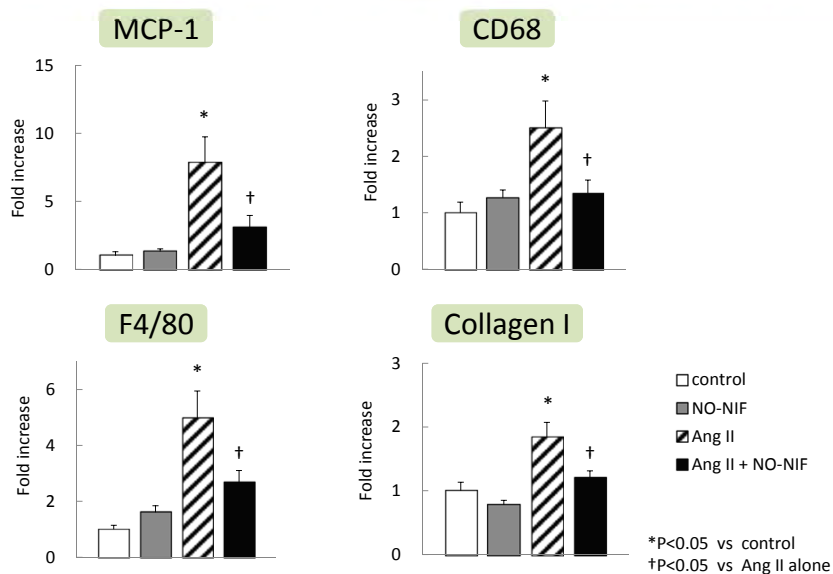 MCP-1
Fold increase
15
10
5
0
*
†
CD68
Fold increase
3
2
1
0
*
†
F4/80
Fold increase
6
4
2
0
*
†
Collagen I
Fold increase
3
2
1
0
*
†
control
NO-NIF
Ang II
Ang II + NO-NIF
*P<0.05 vs control
†P<0.05 vs Ang II alone